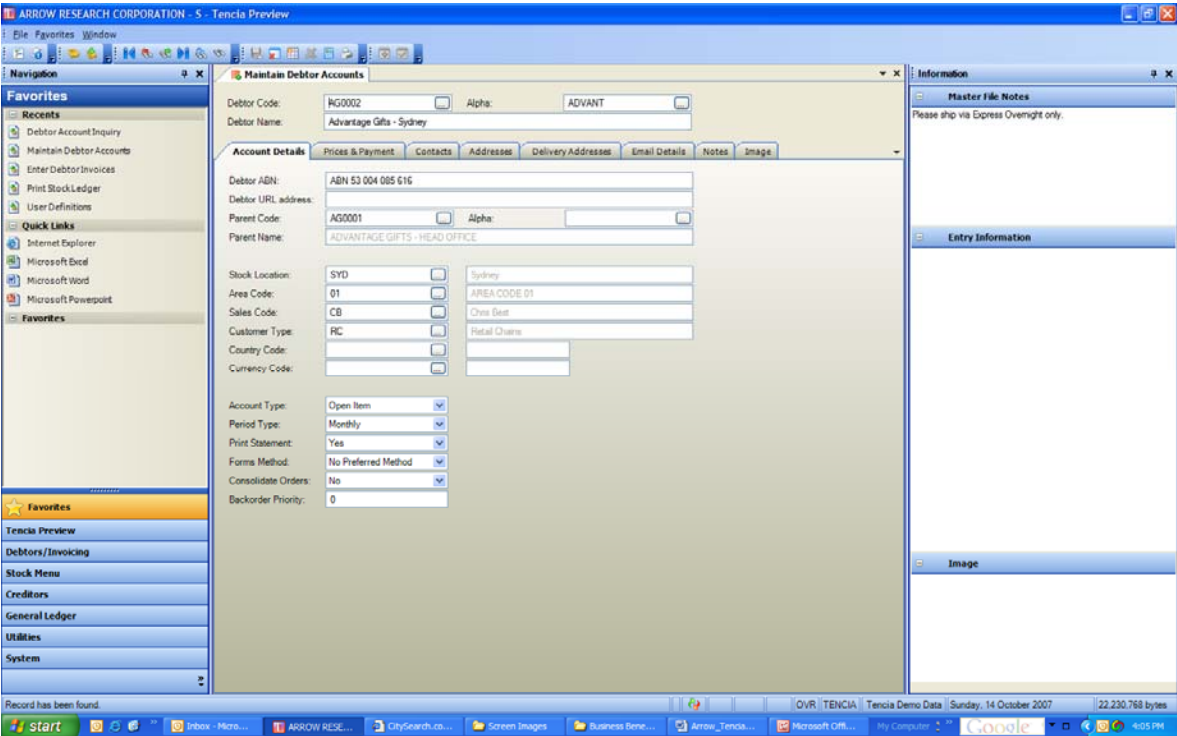 ARROW RESEARCH CORPORATION - S - Tencia Preview
File Favorites Window
Navigation
Maintain Debtor Accounts
Information
Favorites
Recents
Debtor Account Inquiry
Maintain Debtor Accounts
Enter Debtor Invoices
Print Stock Ledger
User Definitions
Quick Links
Internet Explorer
Microsoft Excel
Microsoft Word
Microsoft Powerpoint
Favorites
Favorites
Tencia Preview
Debtors/Invoicing
Stock Menu
Creditors
General Ledger
Utilities
System
Debtor Code: AG0002 ... Alpha: ADVANT ...
Debtor Name: Advantage Gifts - Sydney
Account Details Prices & Payment Contacts Addresses Delivery Addresses Email Details Notes Image
Debtor ABN: ABN 53 004 085 616
Debtor URL address:
Parent Code: AG0001 ... Alpha: ...
Parent Name: ADVANTAGE GIFTS - HEAD OFFICE
Stock Location: SYD ... Sydney
Area Code: 01 ... AREA CODE 01
Sales Code: CB ... Chris Best
Customer Type: RC ... Retail Chains
Country Code: ...
Currency Code: ...
Account Type: Open Item
Period Type: Monthly
Print Statement: Yes
Forms Method: No Preferred Method
Consolidate Orders: No
Backorder Priority: 0
Master File Notes
Please ship via Express Overnight only.
Entry Information
Image
Record has been found. OVR TENCIA Tencia Demo Data Sunday, 14 October 2007 22,230,768 bytes
start Inbox - Micro... ARROW RESE... CitySearch.co... Screen Images Business Bene... Arrow_Tencia... Microsoft Offi... My Computer Google 4:05 PM